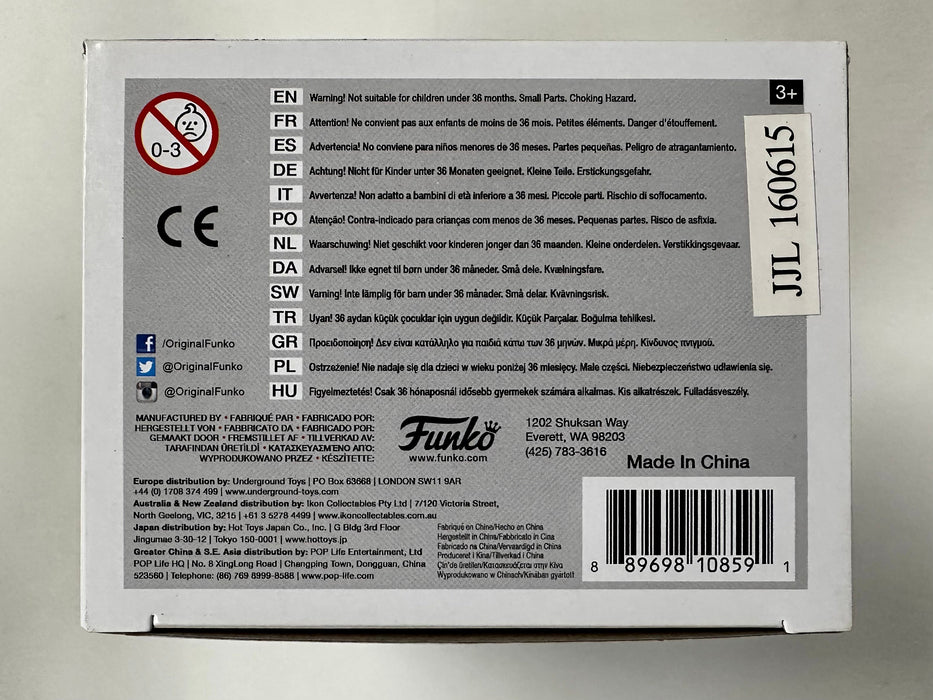 0-3
CE
3+
JJL 160615
EN Warning! Not suitable for children under 36 months. Small Parts. Choking Hazard.
FR Attention! Ne convient pas aux enfants de moins de 36 mois. Petites éléments. Danger d'étouffement.
ES Advertencia! No conviene para niños menores de 36 meses. Partes pequeñas. Peligro de atragantamiento.
DE Achtung! Nicht für Kinder unter 36 Monaten geeignet. Kleine Teile. Erstickungsgefahr.
IT Avvertenza! Non adatto a bambini di età inferiore a 36 mesi. Piccole parti. Rischio di soffocamento.
PO Atenção! Contra-indicado para crianças com menos de 36 meses. Pequenas partes. Risco de asfixia.
NL Waarschuwing! Niet geschikt voor kinderen jonger dan 36 maanden. Kleine onderdelen. Verstikkingsgevaar.
DA Advarsel! Ikke egnet til børn under 36 måneder. Små dele. Kvælningsfare.
SW Varning! Inte lämplig för barn under 36 månader. Små delar. Kvävningsrisk.
TR Uyarı! 36 aydan küçük çocuklar için uygun değildir. Küçük Parçalar. Boğulma tehlikesi.
GR Προειδοποίηση! Δεν είναι κατάλληλο για παιδιά κάτω των 36 μηνών. Μικρά μέρη. Κίνδυνος πνιγμού.
PL Ostrzeżenie! Nie nadaje się dla dzieci w wieku poniżej 36 miesięcy. Małe części. Niebezpieczeństwo udławienia się.
HU Figyelmeztetés! Csak 36 hónaposnál idősebb gyermekek számára alkalmas. Kis alkatrészek. Fulladásveszély.
/OriginalFunko
@OriginalFunko
@OriginalFunko
MANUFACTURED BY • FABRIQUÉ PAR • FABRICADO POR:
HERGESTELLT VON • FABBRICATO DA • FABRICADO POR:
GEMAAKT DOOR • FREMSTILLET AF • TILLVERKAD AV:
TARAFINDAN ÜRETİLDİ • ΚΑΤΑΣΚΕΥΑΣΜΕΝΟ ΑΠΟ:
WYPRODUKOWANO PRZEZ • KÉSZÍTETTE:
Funko
www.funko.com
1202 Shuksan Way
Everett, WA 98203
(425) 783-3616
Made In China
Europe distribution by: Underground Toys | PO Box 63668 | LONDON SW11 9AR
+44 (0) 1708 374 499 | www.underground-toys.com
Australia & New Zealand distribution by: Ikon Collectables Pty Ltd | 7/120 Victoria Street,
North Geelong, VIC, 3215 | +61 3 5278 4499 | www.ikoncollectables.com.au
Japan distribution by: Hot Toys Japan Co., Inc. | G Bldg 3rd Floor
Jingumae 3-30-12 | Tokyo 150-0001 | www.hottoys.jp
Greater China & S.E. Asia distribution by: POP Life Entertainment, Ltd
POP Life HQ | No. 8 XingLong Road | Changping Town, Dongguan, China
523560 | Telephone: (86) 769 8999-8588 | www.pop-life.com
Fabriqué en Chine/Hecho en China
Hergestellt in China/Fabbricato in Cina
Fabricado na China/Vervaardigd in China
Produceret i Kina/Tillverkad i China
Çin'de üretilen/Κατασκευάζεται στην Κίνα
Wyprodukowano w Chinach/Kínában gyártott
8 89698 10859 1